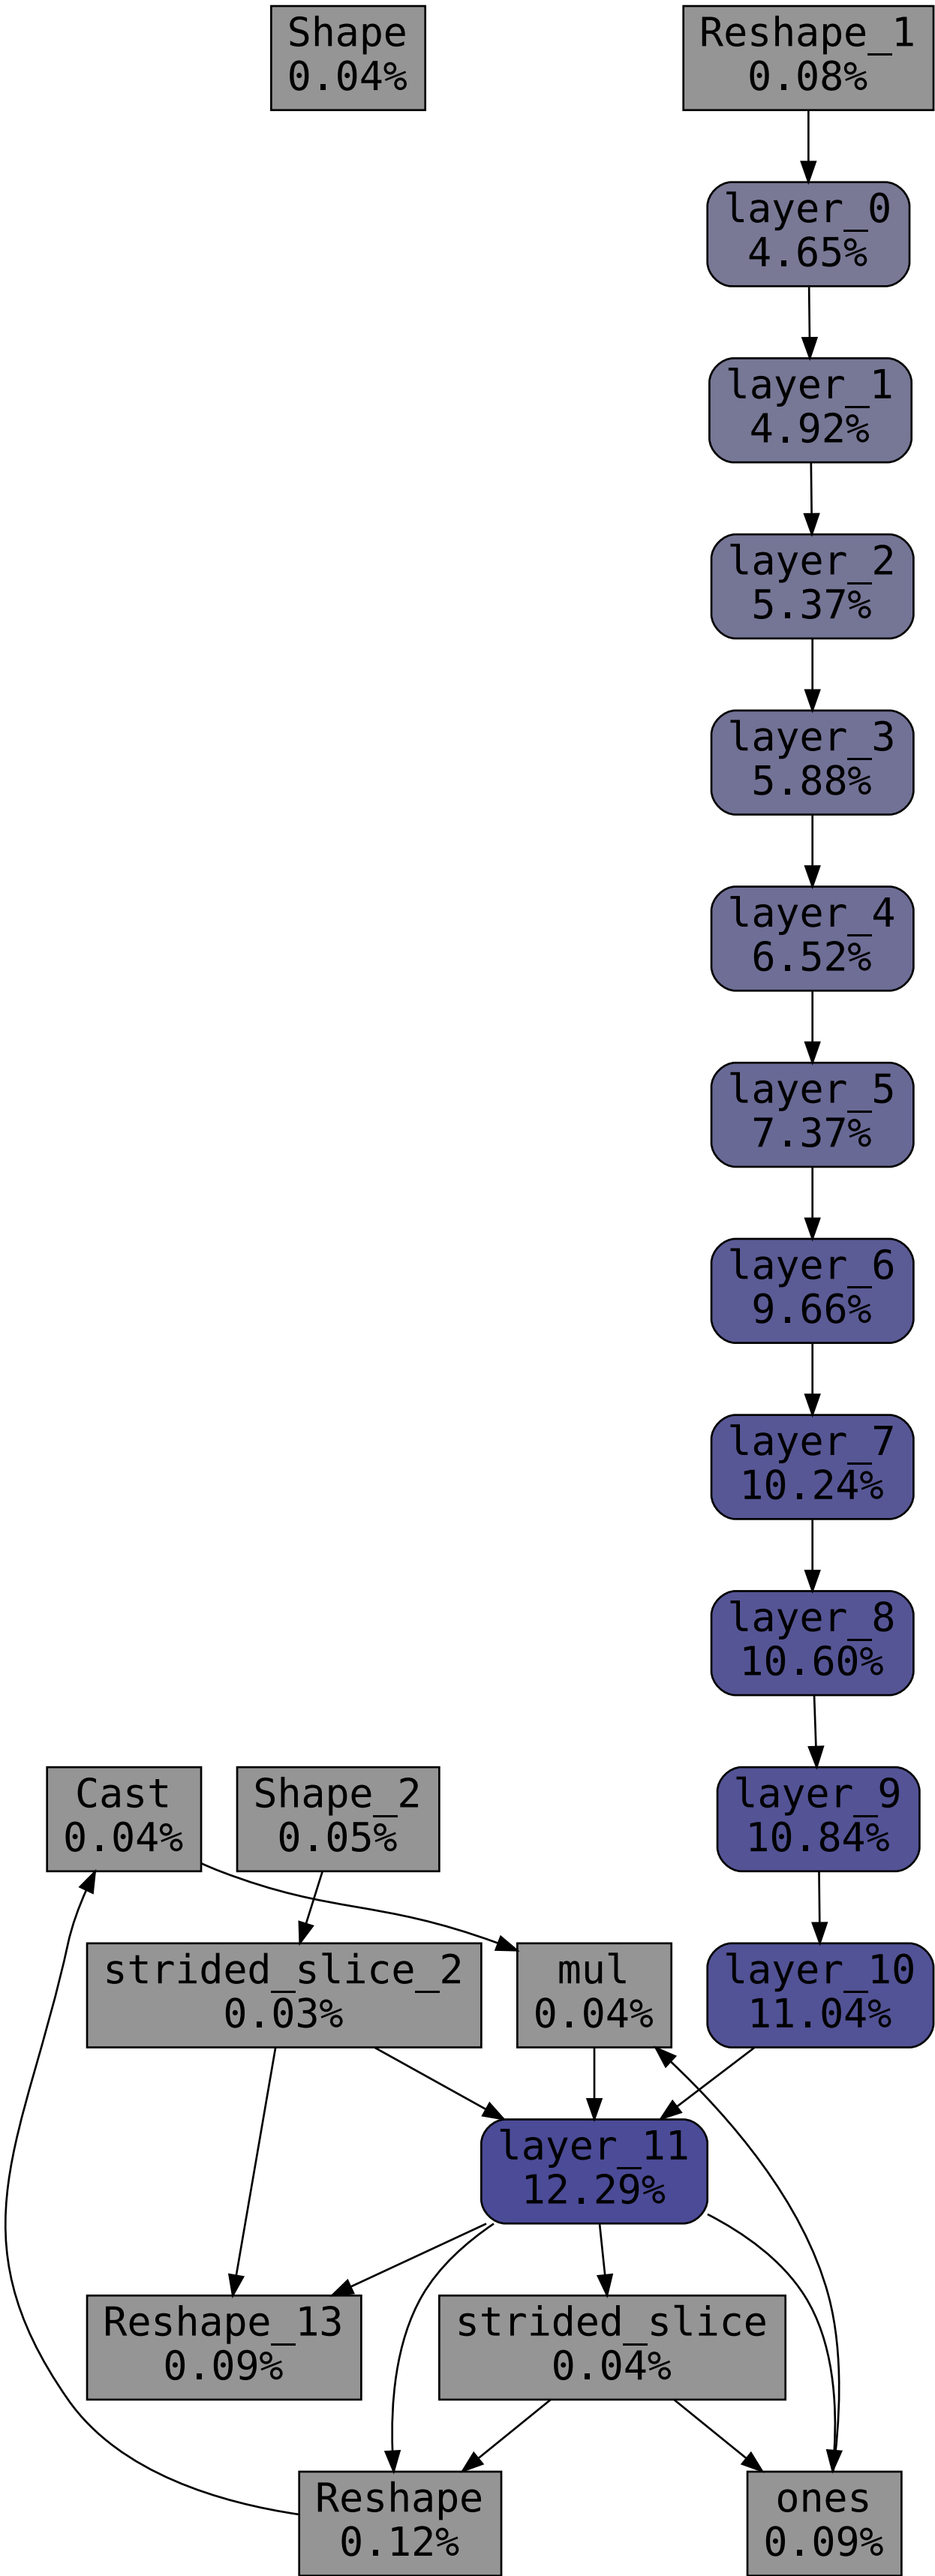 Shape
0.04%
Reshape_1
0.08%
layer_0
4.65%
layer_1
4.92%
layer_2
5.37%
layer_3
5.88%
layer_4
6.52%
layer_5
7.37%
layer_6
9.66%
layer_7
10.24%
layer_8
10.60%
Cast
0.04%
Shape_2
0.05%
layer_9
10.84%
strided_slice_2
0.03%
mul
0.04%
layer_10
11.04%
layer_11
12.29%
Reshape_13
0.09%
strided_slice
0.04%
Reshape
0.12%
ones
0.09%